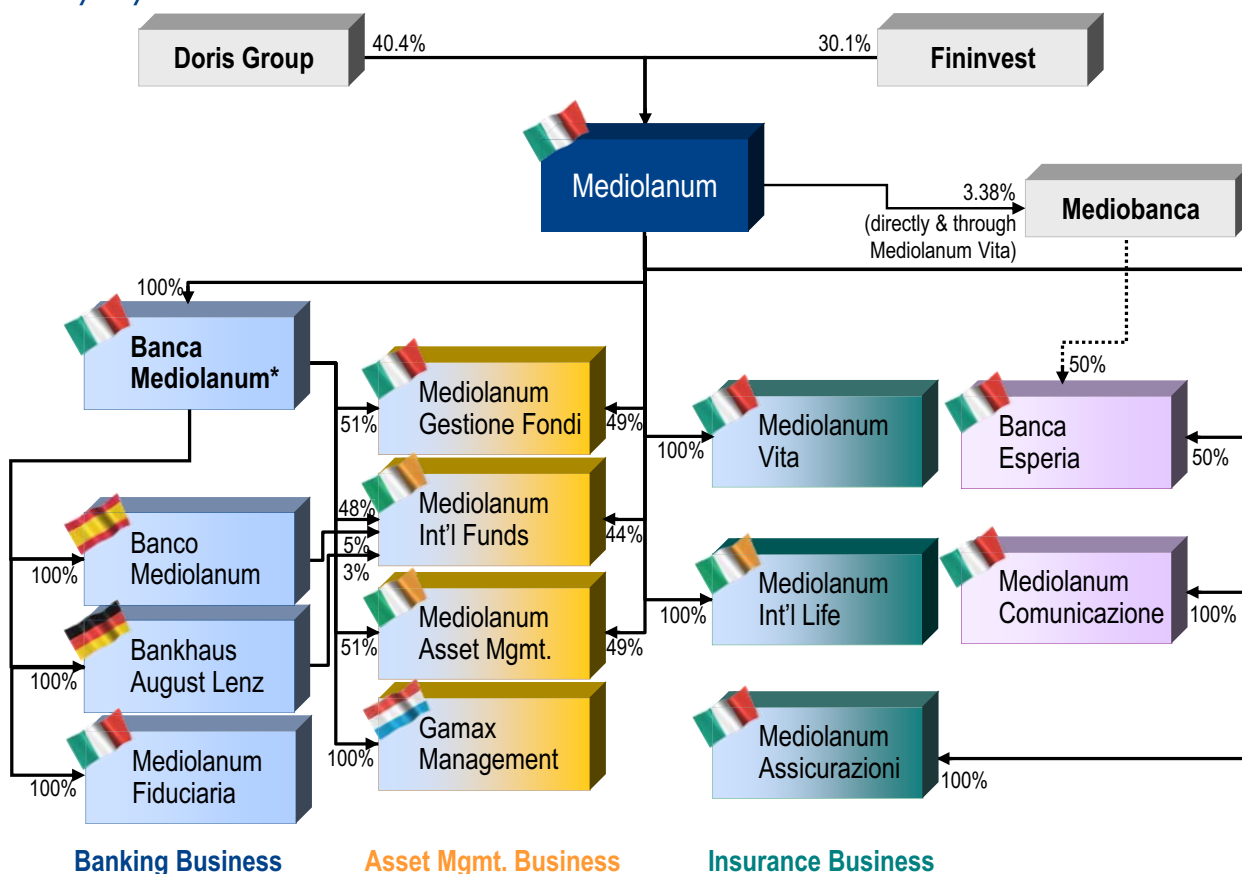 Doris Group
40.4%
30.1%
Fininvest
Mediolanum
3.38%
(directly & through
Mediolanum Vita)
Mediobanca
100%
Banca
Mediolanum*
50%
Mediolanum
Gestione Fondi
51%
49%
Mediolanum
Vita
100%
Banca
Esperia
50%
Banco
Mediolanum
100%
48%
5%
3%
Mediolanum
Int'l Funds
44%
Mediolanum
Int'l Life
100%
Mediolanum
Comunicazione
100%
Bankhaus
August Lenz
100%
Mediolanum
Asset Mgmt.
51%
49%
Mediolanum
Fiduciaria
100%
Gamax
Management
100%
Mediolanum
Assicurazioni
100%
Banking Business
Asset Mgmt. Business
Insurance Business